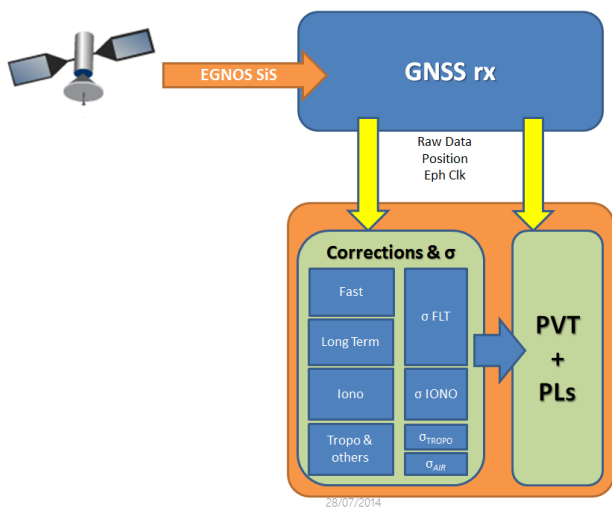 EGNOS SiS
GNSS rx
Raw Data
Position
Eph Clk
Corrections & σ
Fast
Long Term
Iono
Tropo &
others
σ FLT
σ IONO
σTROPO
σAIR
PVT
+
PLs
28/07/2014